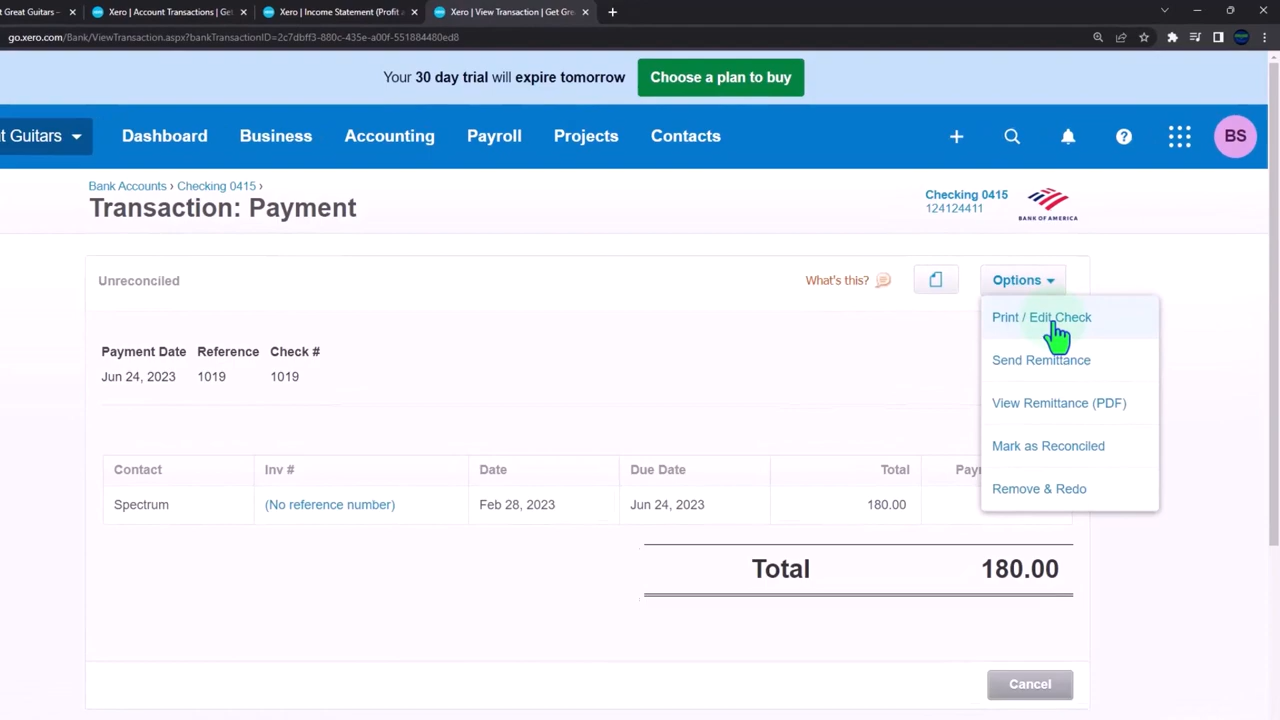 t Great Guitars –
Xero | Account Transactions | Get
Xero | Income Statement (Profit a
Xero | View Transaction | Get Gre
go.xero.com/Bank/ViewTransaction.aspx?bankTransactionID=2c7dbff3-880c-435e-a00f-551884480ed8
Your 30 day trial will expire tomorrow
Choose a plan to buy
t Guitars
Dashboard
Business
Accounting
Payroll
Projects
Contacts
BS
Bank Accounts › Checking 0415 ›
Transaction: Payment
Checking 0415
124124411
BANK OF AMERICA
Unreconciled
What's this?
Options
Print / Edit Check
Send Remittance
View Remittance (PDF)
Mark as Reconciled
Remove & Redo
Payment Date Reference Check #
Jun 24, 2023 1019 1019
Contact Inv # Date Due Date Total Payı
Spectrum (No reference number) Feb 28, 2023 Jun 24, 2023 180.00
Total 180.00
Cancel